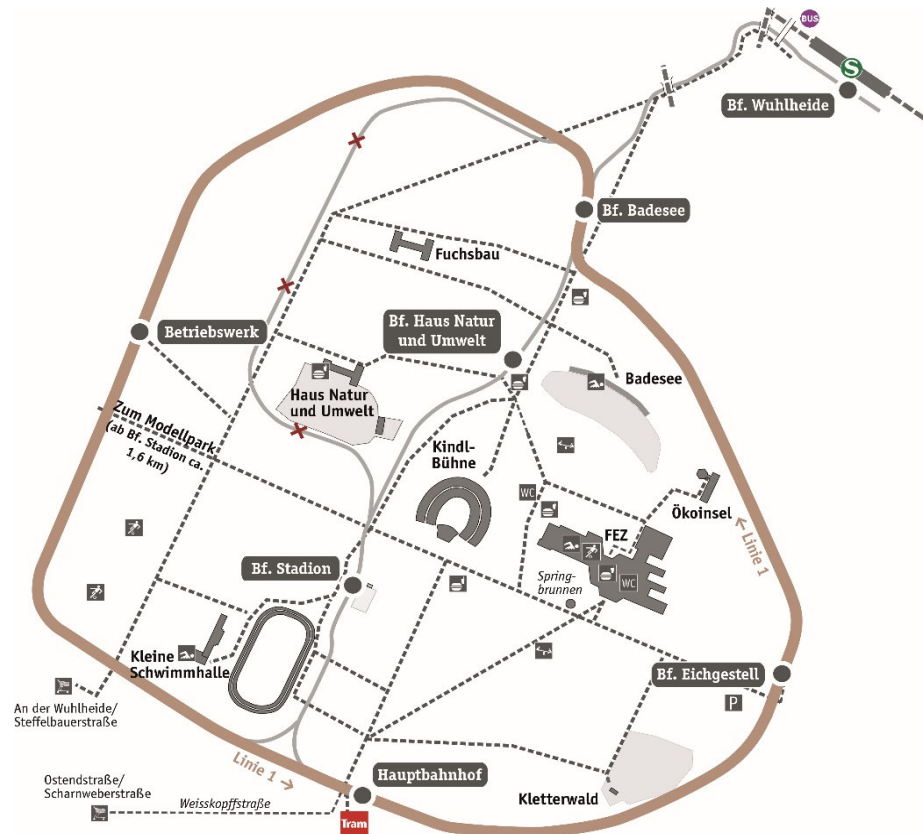 BUS
S
Bf. Wuhlheide
Bf. Badesee
Fuchsbau
Bf. Haus Natur
und Umwelt
Betriebswerk
Badesee
Haus Natur
und Umwelt
Zum Modellpark
(ab Bf. Stadion ca.
1,6 km)
Kindl-
Bühne
WC
Ökoinsel
FEZ
← Linie 1
Bf. Stadion
Spring-
brunnen
WC
Kleine
Schwimmhalle
Bf. Eichgestell
P
An der Wuhlheide/
Steffelbauerstraße
Linie 1 →
Hauptbahnhof
Ostendstraße/
Scharnweberstraße
Weisskopffstraße
Kletterwald
Tram